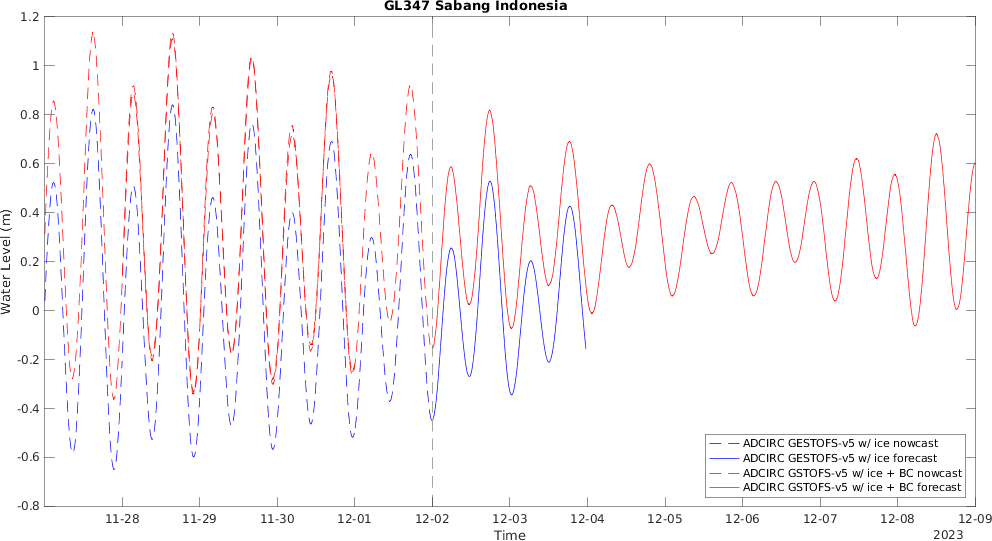 GL347 Sabang Indonesia
Water Level (m)
1.2
1
0.8
0.6
0.4
0.2
0
-0.2
-0.4
-0.6
-0.8
ADCIRC GESTOFS-v5 w/ ice nowcast
ADCIRC GESTOFS-v5 w/ ice forecast
ADCIRC GSTOFS-v5 w/ ice + BC nowcast
ADCIRC GSTOFS-v5 w/ ice + BC forecast
11-28 11-29 11-30 12-01 12-02 12-03 12-04 12-05 12-06 12-07 12-08 12-09
Time
2023